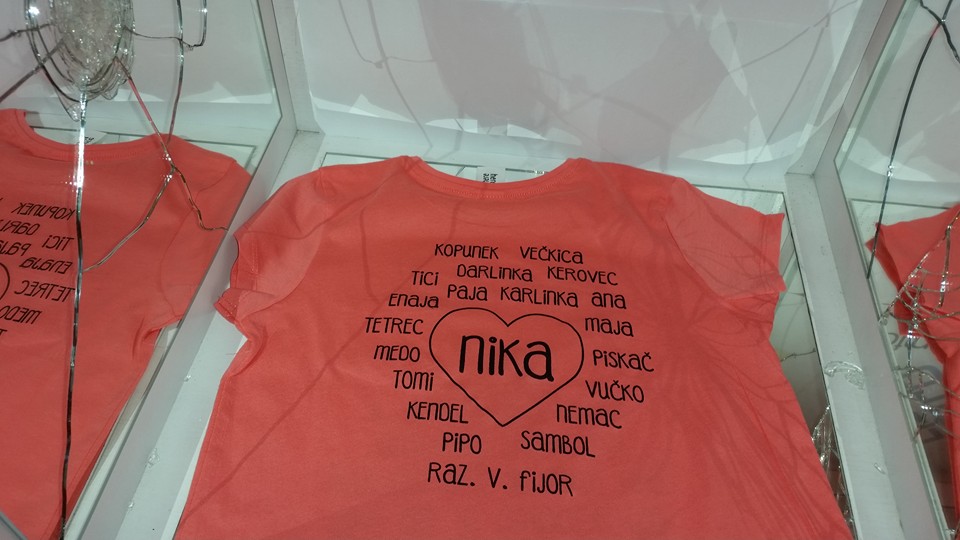 KOPUNEK VEČKICA
TICI DARLINKA KEROVEC
ENAJA PAJA KARLINKA ANA
TETREC MAJA
MEDO nika PISKAČ
TOMI VUČKO
KENDEL NEMAC
PIPO SAMBOL
RAZ. V. FIJOR